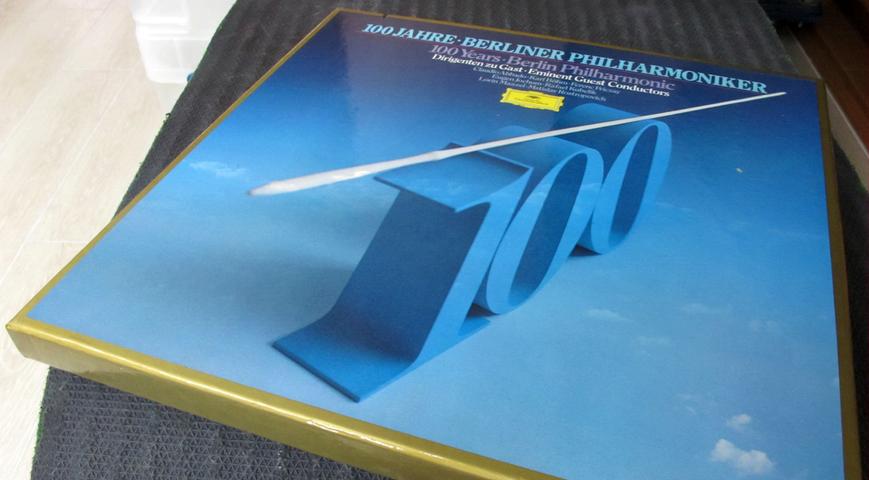 100 JAHRE · BERLINER PHILHARMONIKER
100 Years · Berlin Philharmonic
Dirigenten zu Gast · Eminent Guest Conductors
Claudio Abbado · Karl Böhm · Ferenc Fricsay
Eugen Jochum · Rafael Kubelik
Lorin Maazel · Mstislav Rostropovich
100